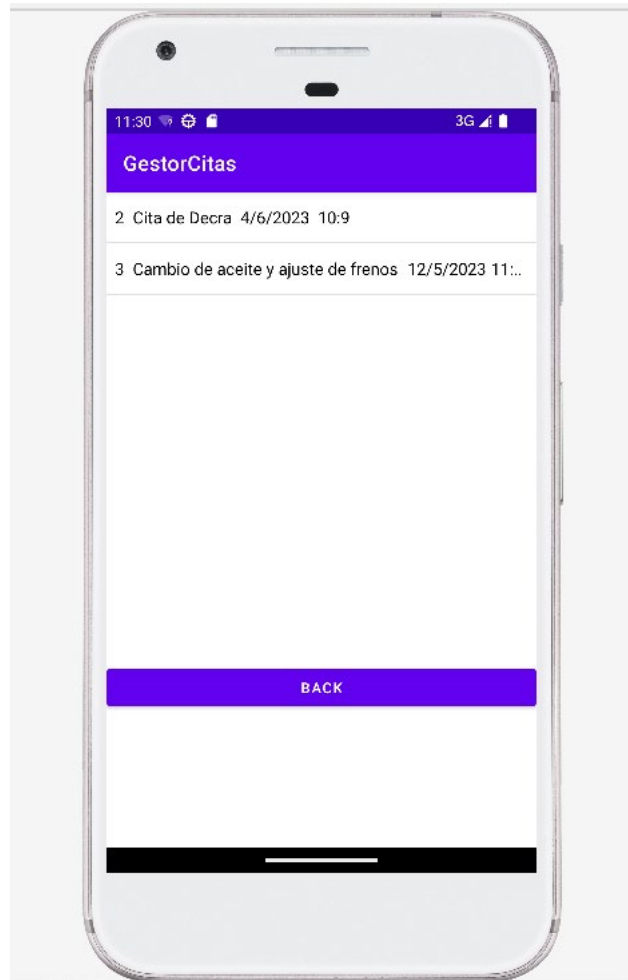 11:30 3G
GestorCitas
2 Cita de Decra 4/6/2023 10:9
3 Cambio de aceite y ajuste de frenos 12/5/2023 11:..
BACK